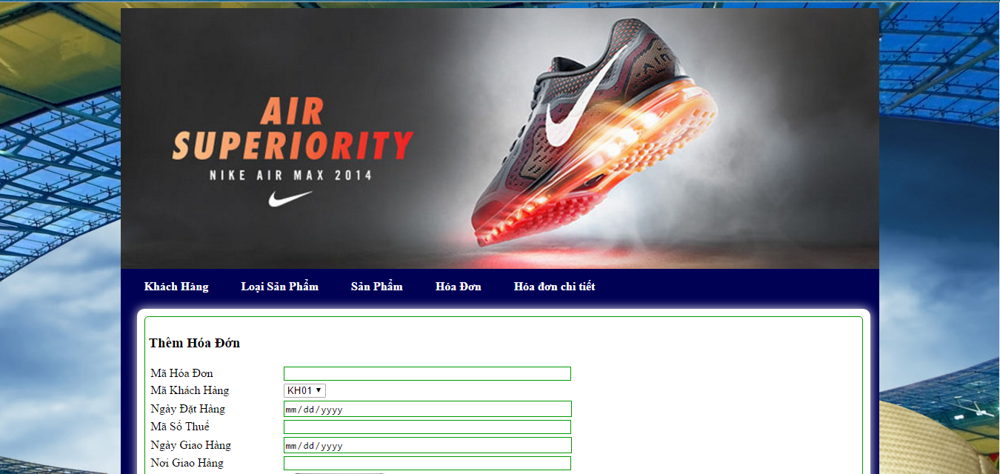 AIR
SUPERIORITY
NIKE AIR MAX 2014
AIR
Khách Hàng Loại Sản Phẩm Sản Phẩm Hóa Đơn Hóa đơn chi tiết
Thêm Hóa Đớn
Mã Hóa Đơn
Mã Khách Hàng KH01
Ngày Đặt Hàng mm/dd/yyyy
Mã Số Thuế
Ngày Giao Hàng mm/dd/yyyy
Nơi Giao Hàng